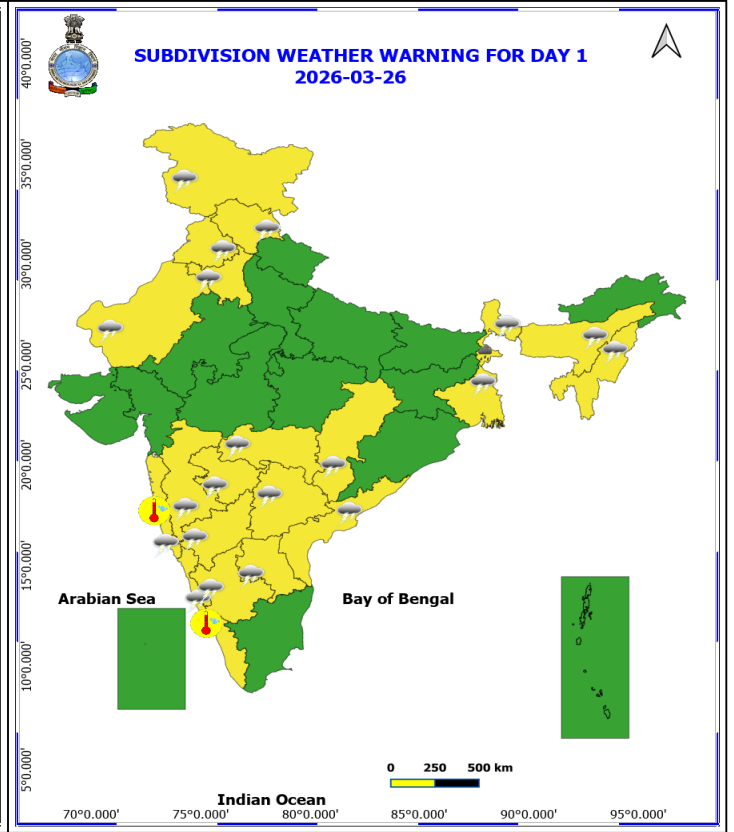 SUBDIVISION WEATHER WARNING FOR DAY 1
2026-03-26
40°0.000'
35°0.000'
30°0.000'
25°0.000'
20°0.000'
15°0.000'
10°0.000'
5°0.000'
Arabian Sea
Bay of Bengal
0 250 500 km
Indian Ocean
70°0.000' 75°0.000' 80°0.000' 85°0.000' 90°0.000' 95°0.000'